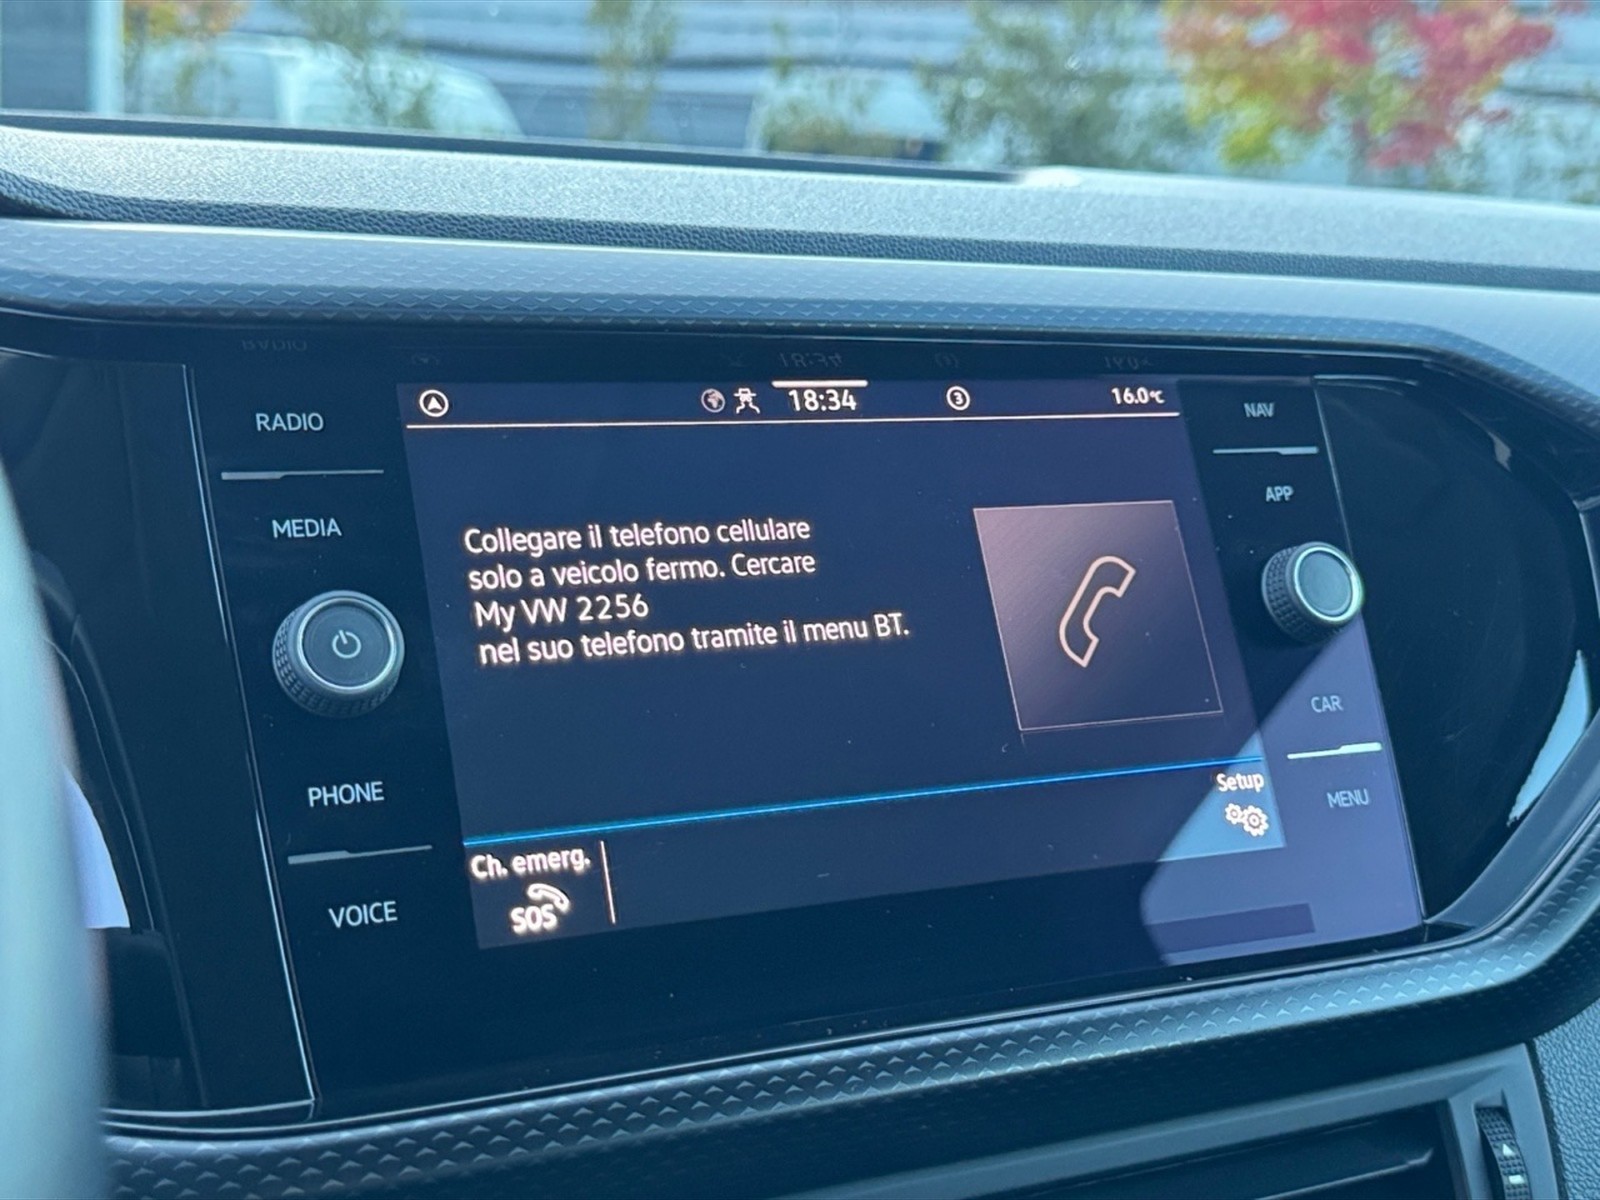 RADIO
MEDIA
PHONE
VOICE
18:34
3
16.0°C
Collegare il telefono cellulare
solo a veicolo fermo. Cercare
My VW 2256
nel suo telefono tramite il menu BT.
Setup
Ch. emerg.
SOS
NAV
APP
CAR
MENU